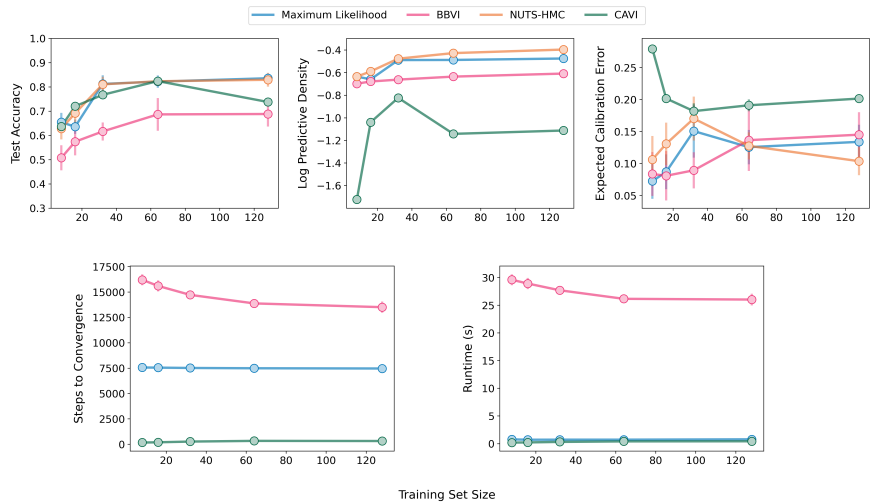 Maximum Likelihood BBVI NUTS-HMC CAVI
Test Accuracy
1.0
0.9
0.8
0.7
0.6
0.5
0.4
0.3
20 40 60 80 100 120
Log Predictive Density
−0.4
−0.6
−0.8
−1.0
−1.2
−1.4
−1.6
20 40 60 80 100 120
Expected Calibration Error
0.25
0.20
0.15
0.10
0.05
20 40 60 80 100 120
Steps to Convergence
17500
15000
12500
10000
7500
5000
2500
0
20 40 60 80 100 120
Runtime (s)
30
25
20
15
10
5
0
20 40 60 80 100 120
Training Set Size